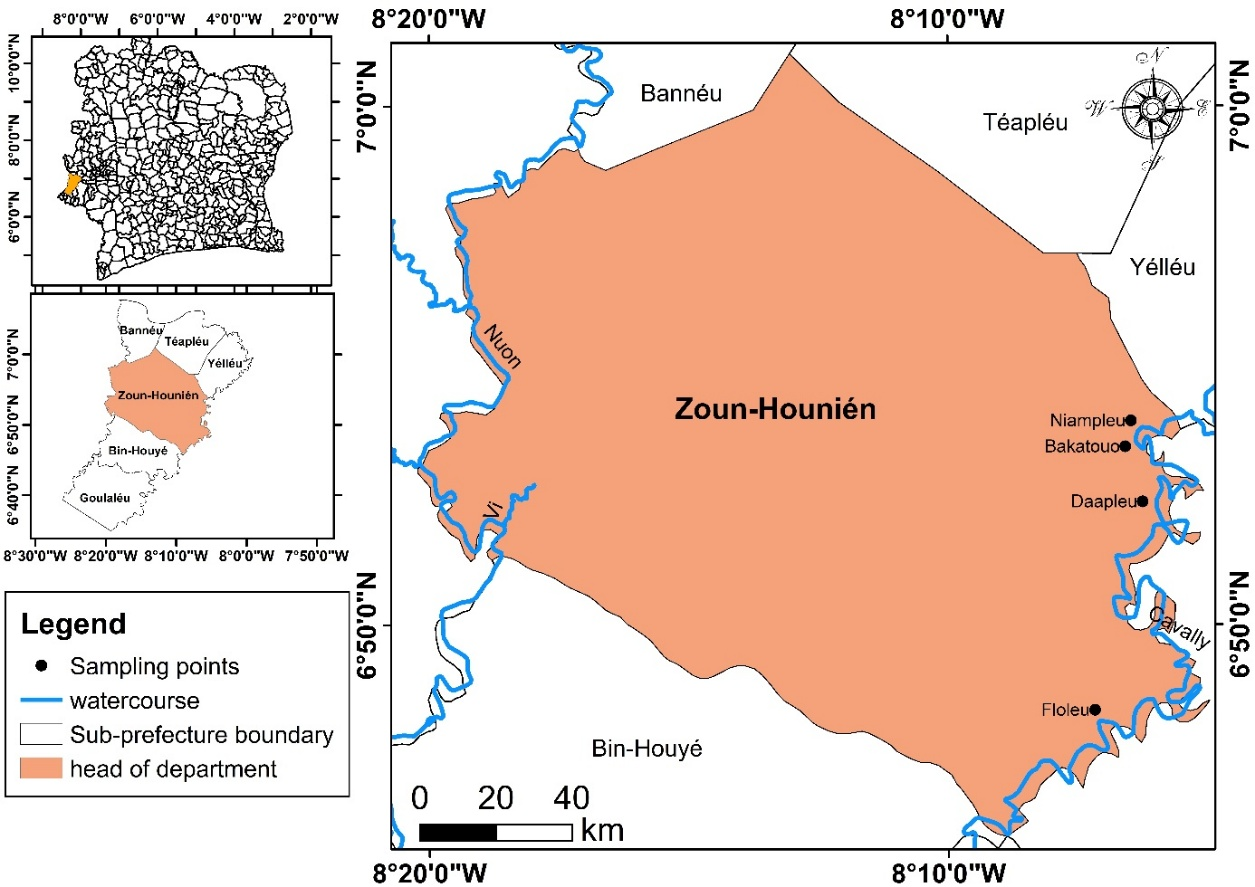 8°0'0"W 6°0'0"W 4°0'0"W 2°0'0"W
10°0'0"N
8°0'0"N
6°0'0"N
Bannéu
Téapléu
Yélléu
Zoun-Hounién
Bin-Houyé
Goulaléu
7°0'0"N
6°50'0"N
6°40'0"N
8°30'0"W 8°20'0"W 8°10'0"W 8°0'0"W 7°50'0"W
Legend
Sampling points
watercourse
Sub-prefecture boundary
head of department
8°20'0"W 8°10'0"W
7°0'0"N
7°0'0"N
Bannéu
Téapléu
N
W
E
S
Yélléu
Nuon
Zoun-Hounién
Niampleu
Bakatouo
Daapleu
Vi
Cavally
6°50'0"N
6°50'0"N
Floleu
Bin-Houyé
0 20 40
km
8°20'0"W 8°10'0"W